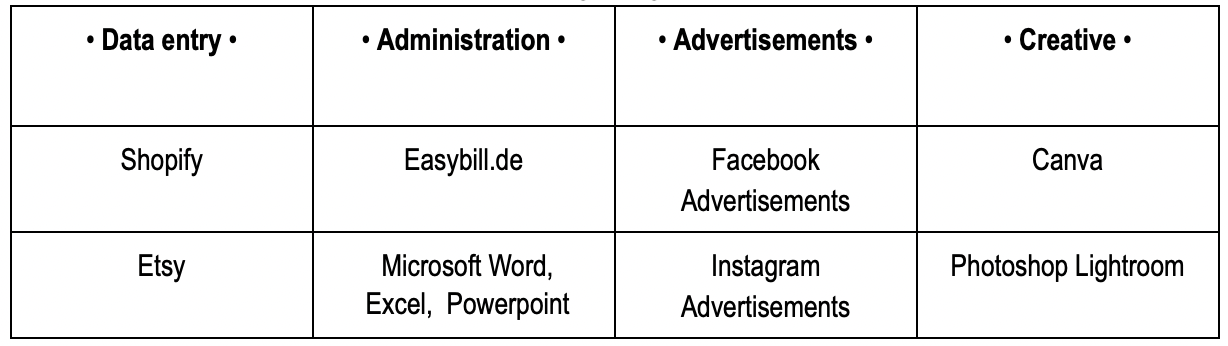 • Data entry •
• Administration •
• Advertisements •
• Creative •
Shopify
Easybill.de
Facebook
Advertisements
Canva
Etsy
Microsoft Word,
Excel,  Powerpoint
Instagram
Advertisements
Photoshop Lightroom